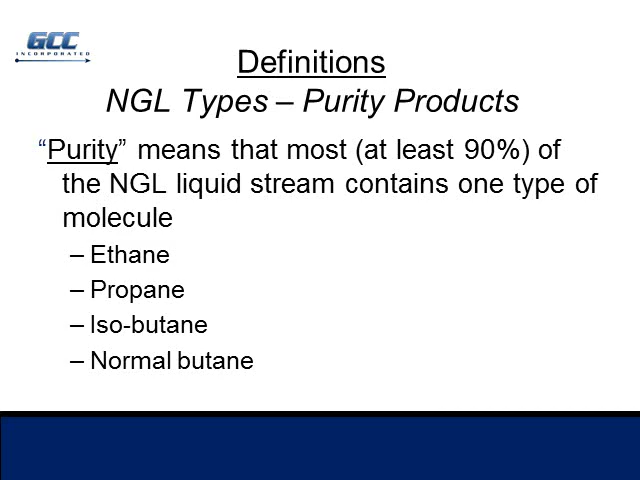 GCC
INCORPORATED
Definitions
NGL Types – Purity Products
“Purity” means that most (at least 90%) of
the NGL liquid stream contains one type of
molecule
– Ethane
– Propane
– Iso-butane
– Normal butane